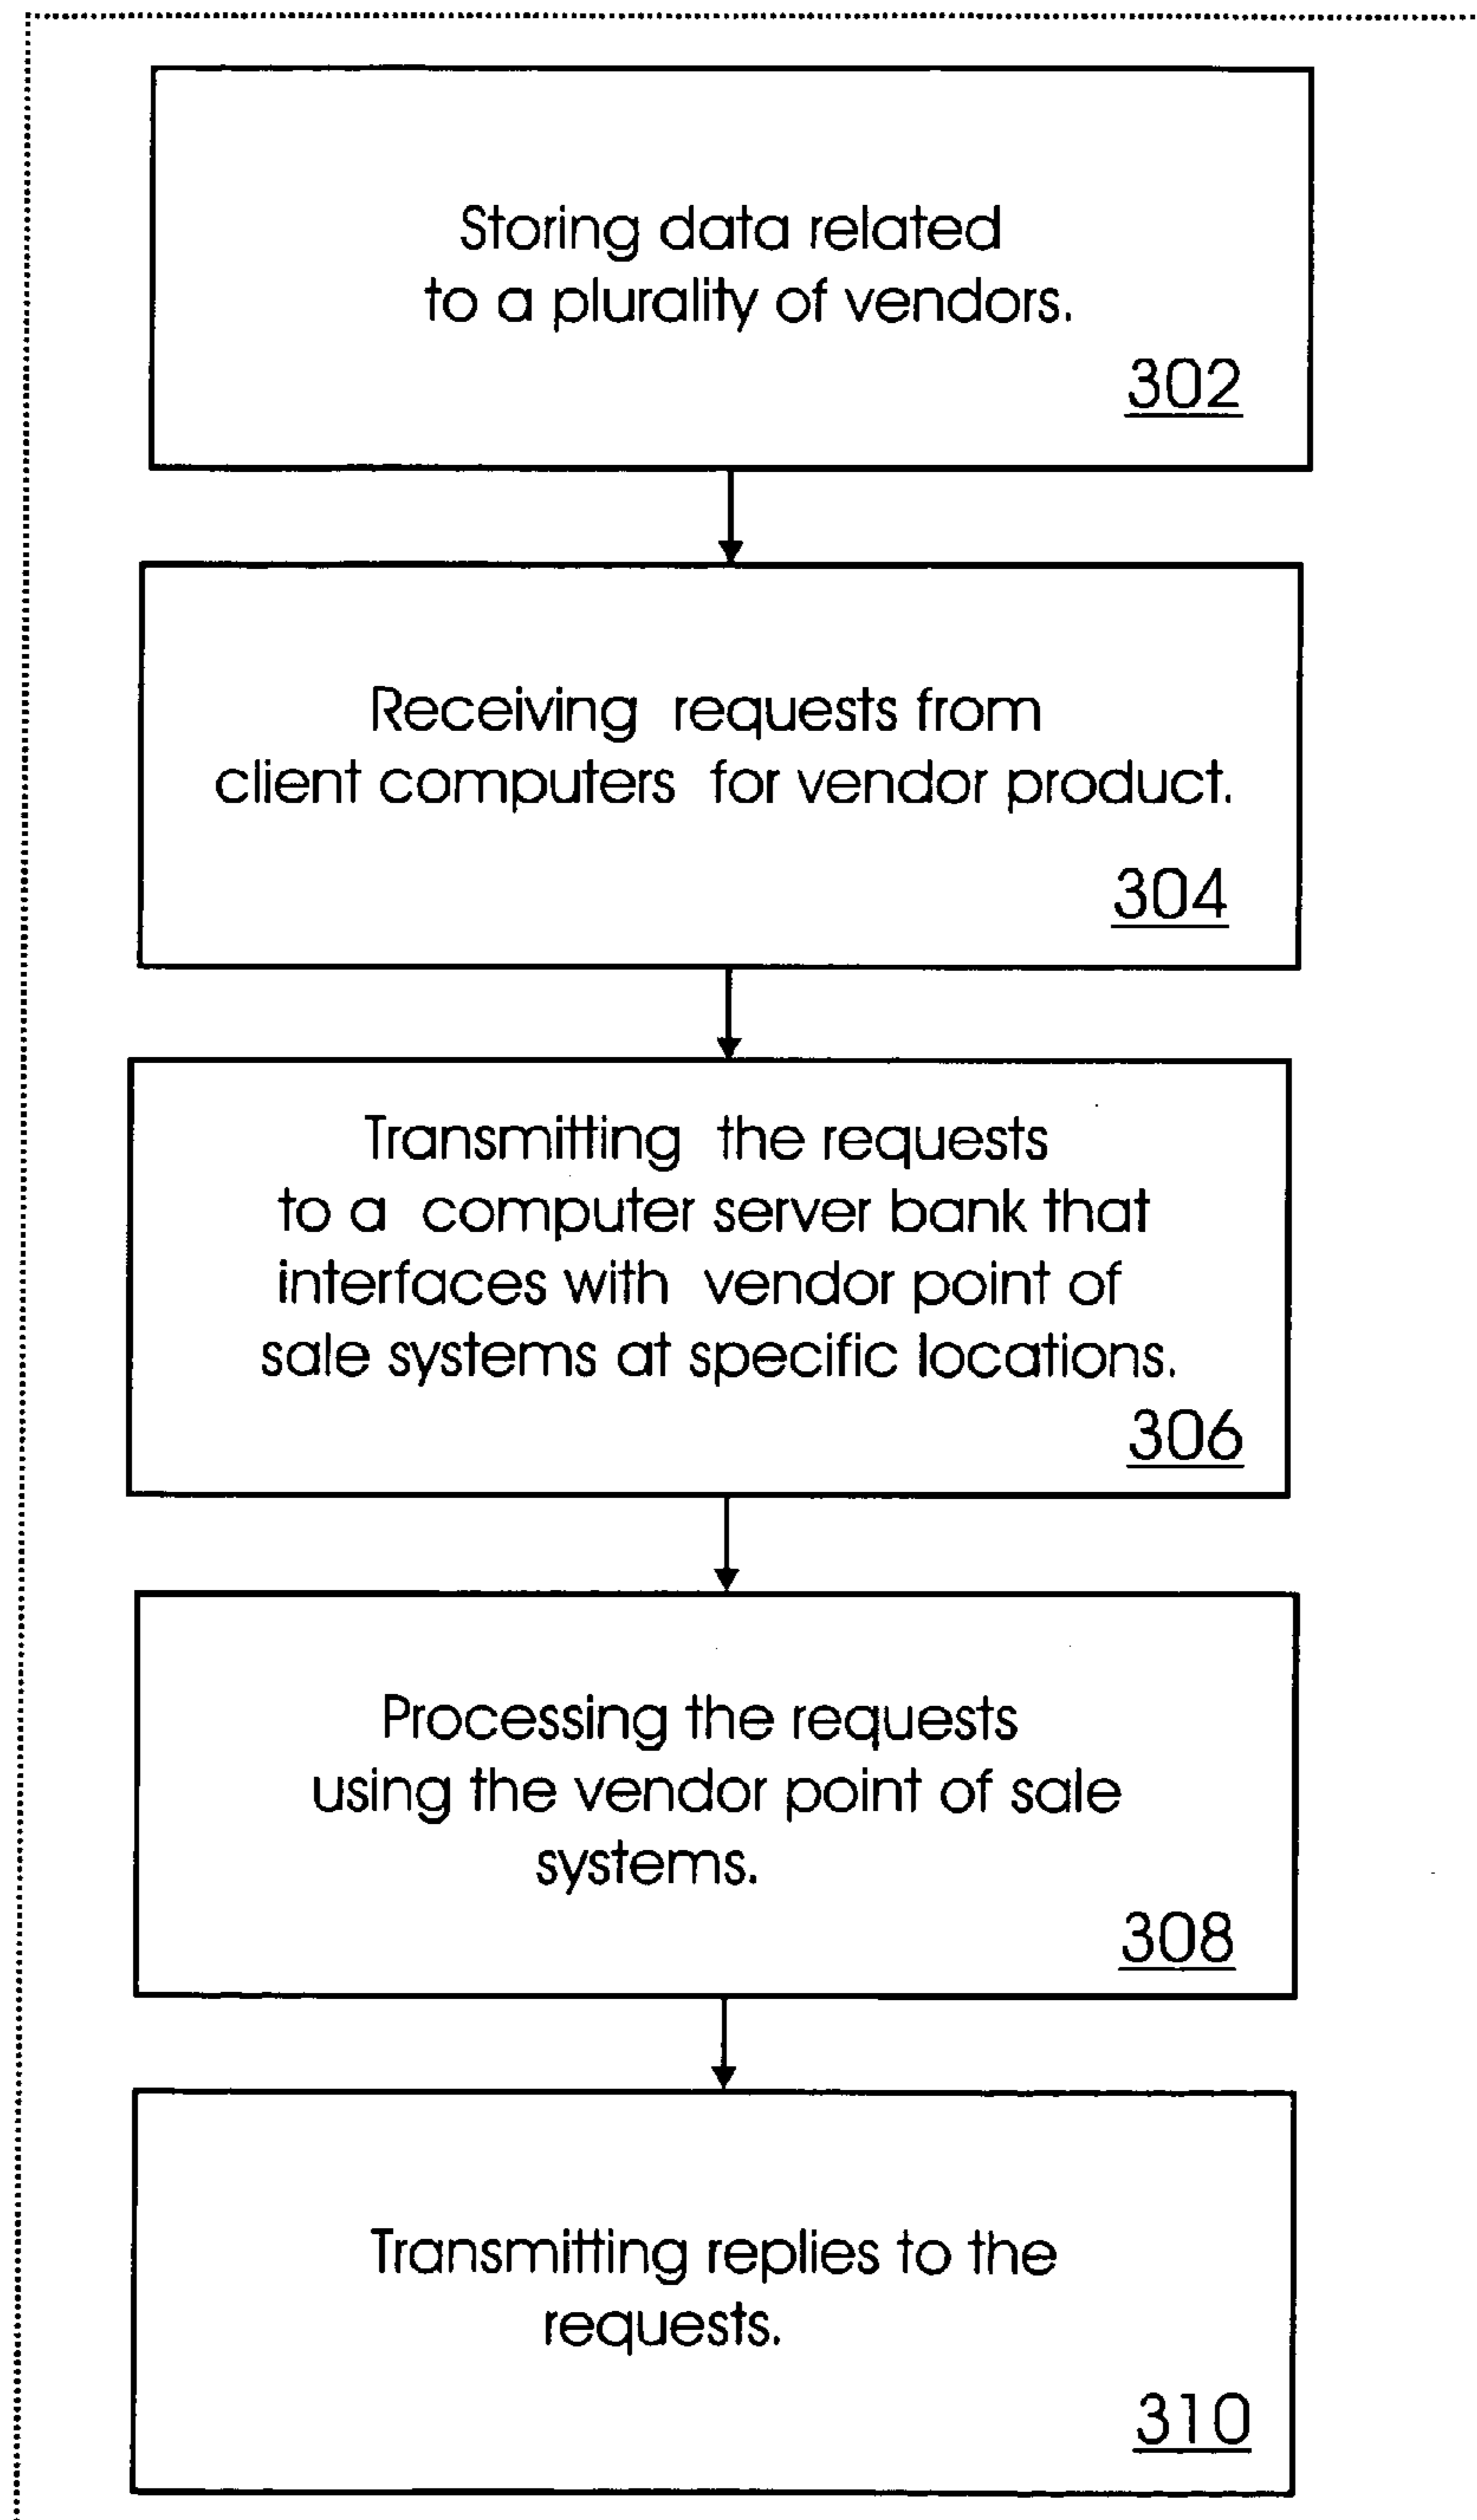 Storing data related
to a plurality of vendors.
302
Receiving requests from
client computers for vendor product.
304
Transmitting the requests
to a computer server bank that
interfaces with vendor point of
sale systems at specific locations.
306
Processing the requests
using the vendor point of sale
systems.
308
Transmitting replies to the
requests.
310